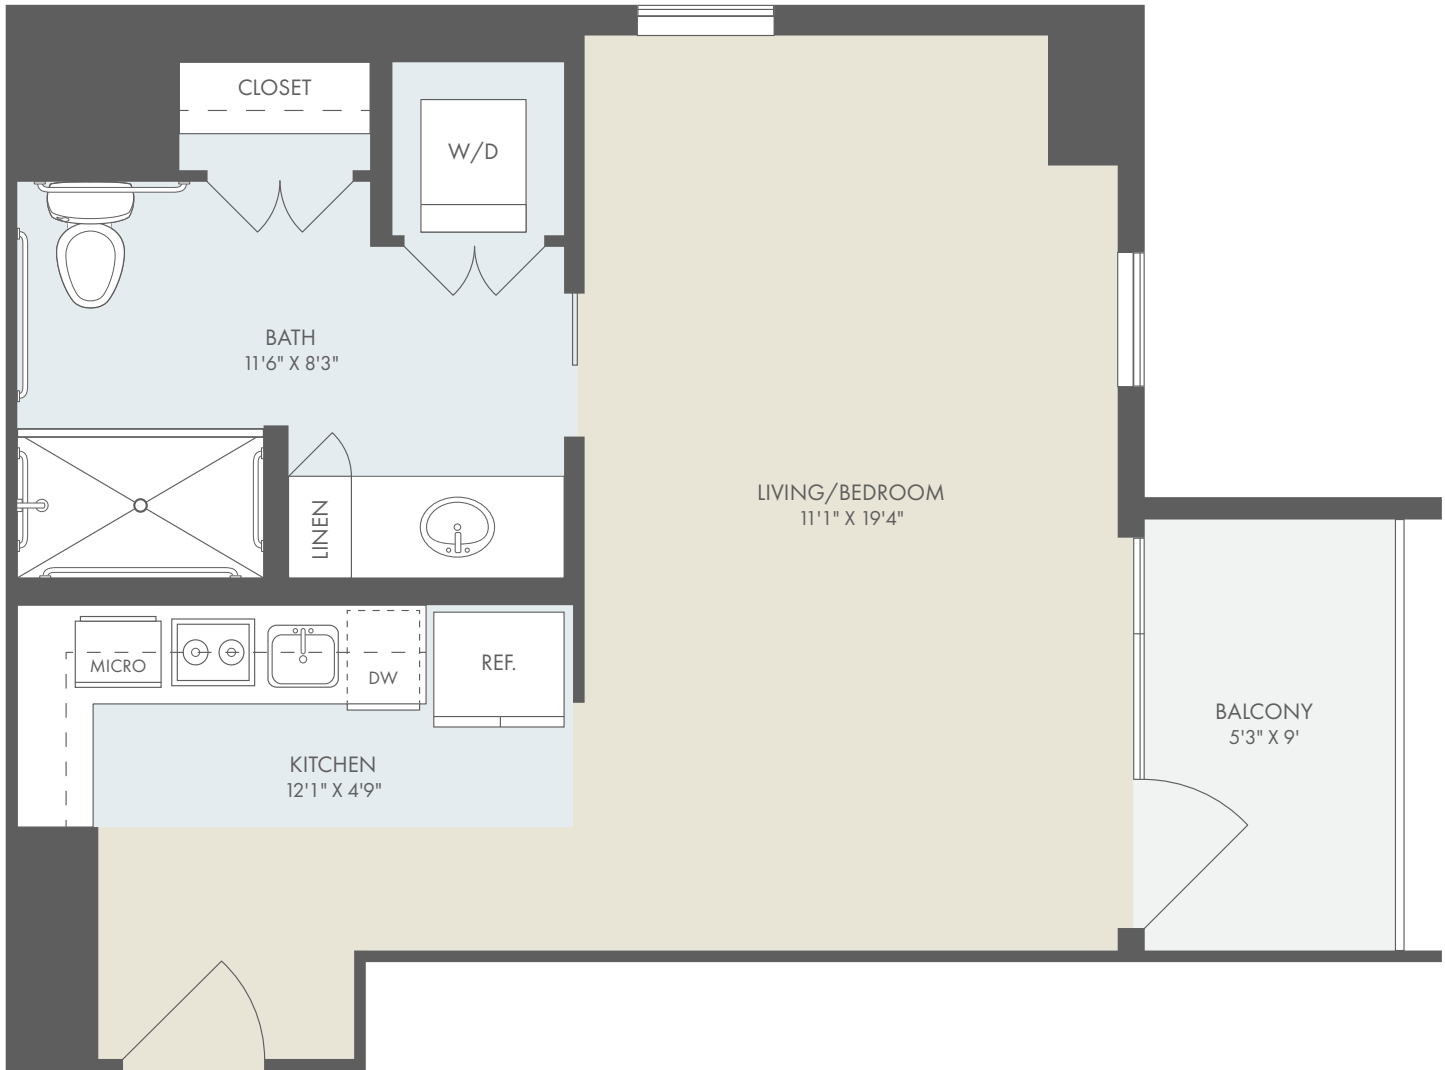 CLOSET
W/D
BATH
11'6" X 8'3"
LIVING/BEDROOM
11'1" X 19'4"
LINEN
MICRO
DW
REF.
KITCHEN
12'1" X 4'9"
BALCONY
5'3" X 9'